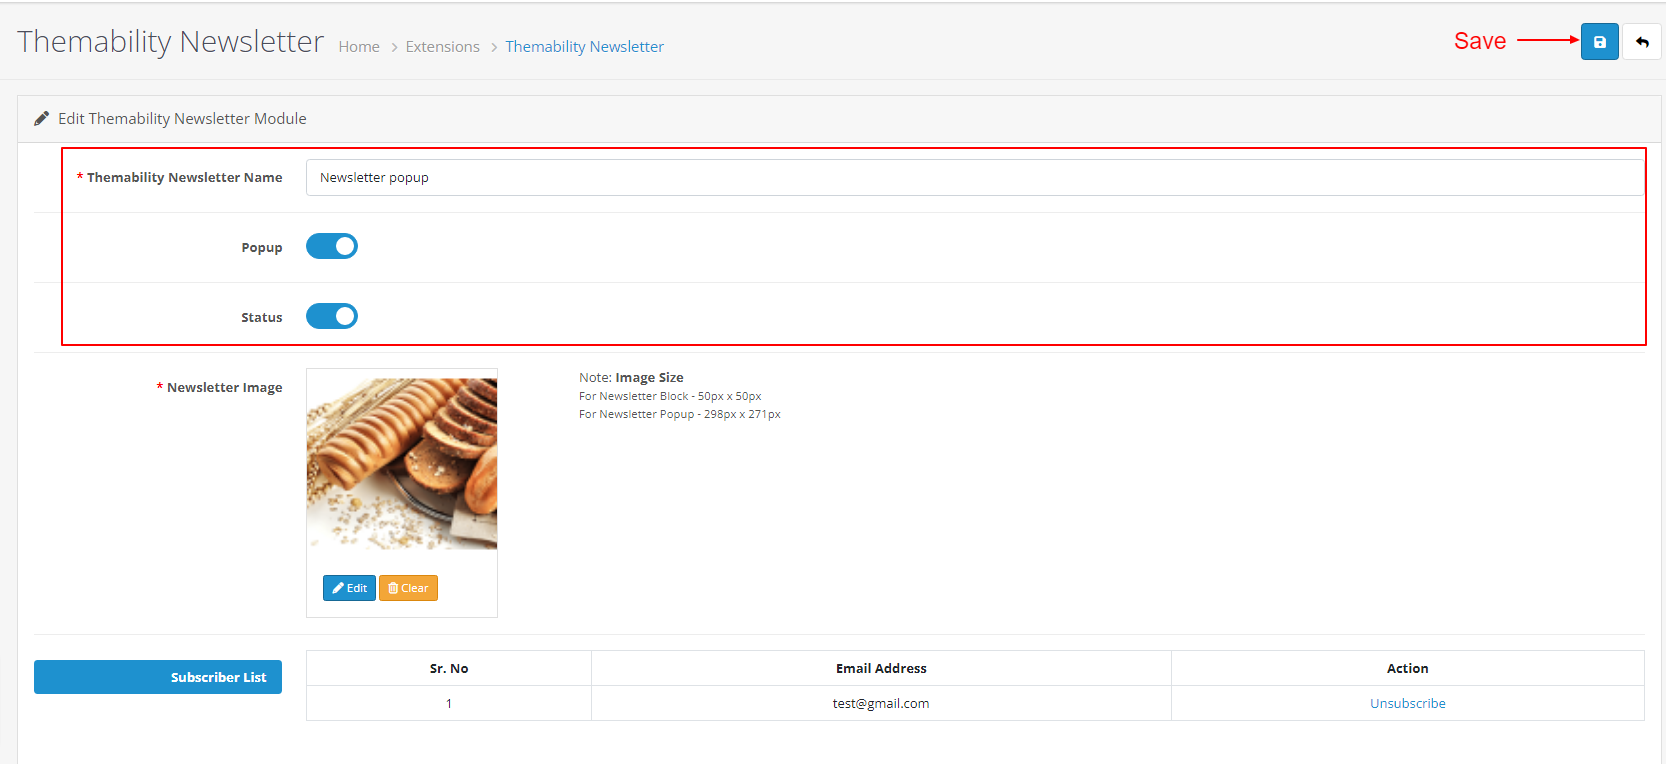 Themability Newsletter Home > Extensions > Themability Newsletter
Save
Edit Themability Newsletter Module
* Themability Newsletter Name Newsletter popup
Popup
Status
* Newsletter Image
Note: Image Size
For Newsletter Block - 50px x 50px
For Newsletter Popup - 298px x 271px
Edit Clear
Subscriber List
Sr. No Email Address Action
1 test@gmail.com Unsubscribe